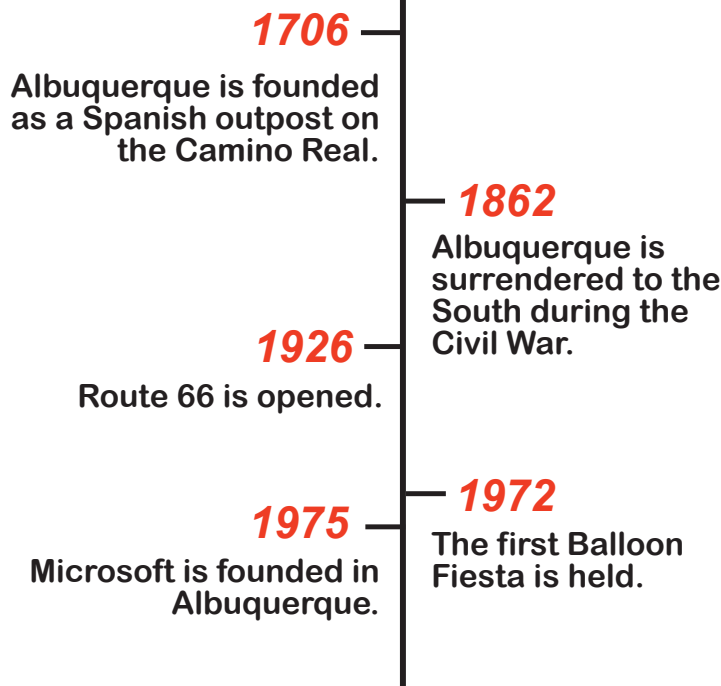 1706
Albuquerque is founded
as a Spanish outpost on
the Camino Real.
1862
Albuquerque is
surrendered to the
South during the
Civil War.
1926
Route 66 is opened.
1972
The first Balloon
Fiesta is held.
1975
Microsoft is founded in
Albuquerque.